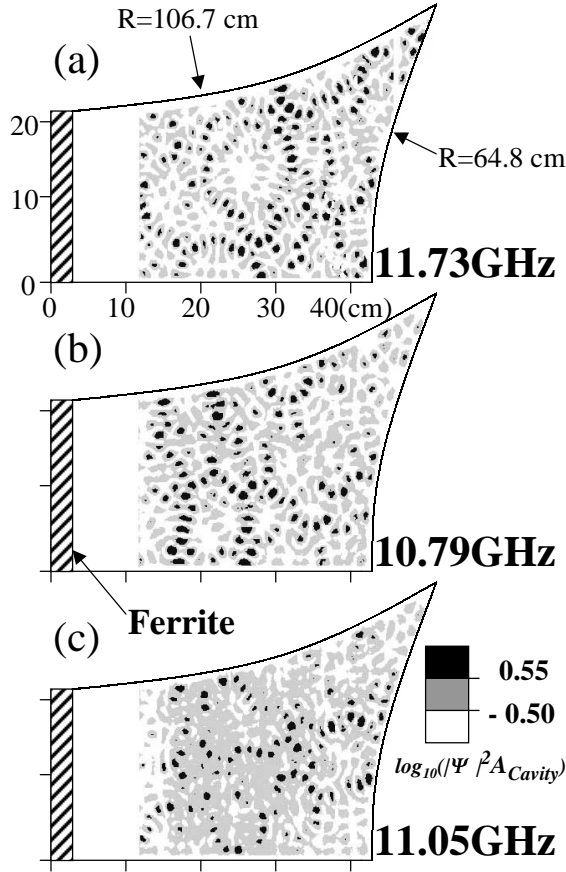 (a)
R=106.7 cm
20
R=64.8 cm
10
0
11.73GHz
0 10 20 30 40(cm)
(b)
10.79GHz
Ferrite
(c)
0.55
- 0.50
log₁₀(|Ψ|²A_Cavity)
11.05GHz